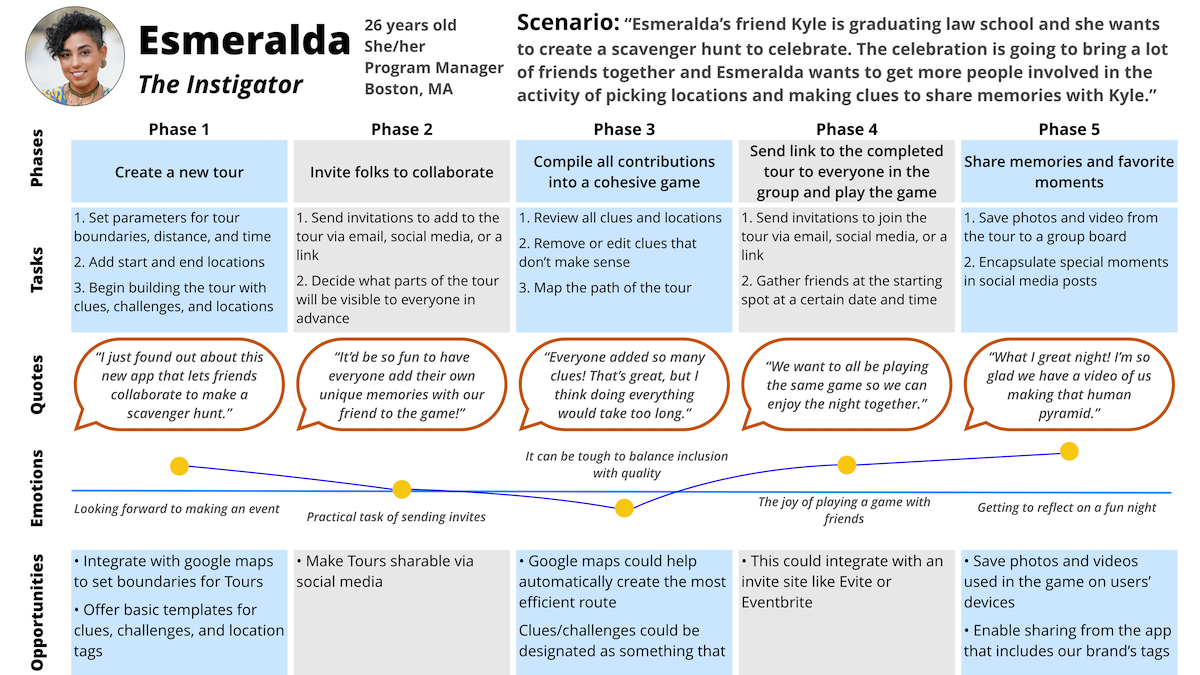 Esmeralda
The Instigator
26 years old
She/her
Program Manager
Boston, MA
Scenario: “Esmeralda’s friend Kyle is graduating law school and she wants
to create a scavenger hunt to celebrate. The celebration is going to bring a lot
of friends together and Esmeralda wants to get more people involved in the
activity of picking locations and making clues to share memories with Kyle.”
Phases
Phase 1
Create a new tour
Phase 2
Invite folks to collaborate
Phase 3
Compile all contributions
into a cohesive game
Phase 4
Send link to the completed
tour to everyone in the
group and play the game
Phase 5
Share memories and favorite
moments
Tasks
1. Set parameters for tour
boundaries, distance, and time
2. Add start and end locations
3. Begin building the tour with
clues, challenges, and locations
1. Send invitations to add to the
tour via email, social media, or a
link
2. Decide what parts of the tour
will be visible to everyone in
advance
1. Review all clues and locations
2. Remove or edit clues that
don’t make sense
3. Map the path of the tour
1. Send invitations to join the
tour via email, social media, or a
link
2. Gather friends at the starting
spot at a certain date and time
1. Save photos and video from
the tour to a group board
2. Encapsulate special moments
in social media posts
Quotes
“I just found out about this
new app that lets friends
collaborate to make a
scavenger hunt.”
“It’d be so fun to have
everyone add their own
unique memories with our
friend to the game!”
“Everyone added so many
clues! That’s great, but I
think doing everything
would take too long.”
“We want to all be playing
the same game so we can
enjoy the night together.”
“What I great night! I’m so
glad we have a video of us
making that human
pyramid.”
Emotions
Looking forward to making an event
Practical task of sending invites
It can be tough to balance inclusion
with quality
The joy of playing a game with
friends
Getting to reflect on a fun night
Opportunities
• Integrate with google maps
to set boundaries for Tours
• Offer basic templates for
clues, challenges, and location
tags
• Make Tours sharable via
social media
• Google maps could help
automatically create the most
efficient route
Clues/challenges could be
designated as something that
• This could integrate with an
invite site like Evite or
Eventbrite
• Save photos and videos
used in the game on users’
devices
• Enable sharing from the app
that includes our brand’s tags